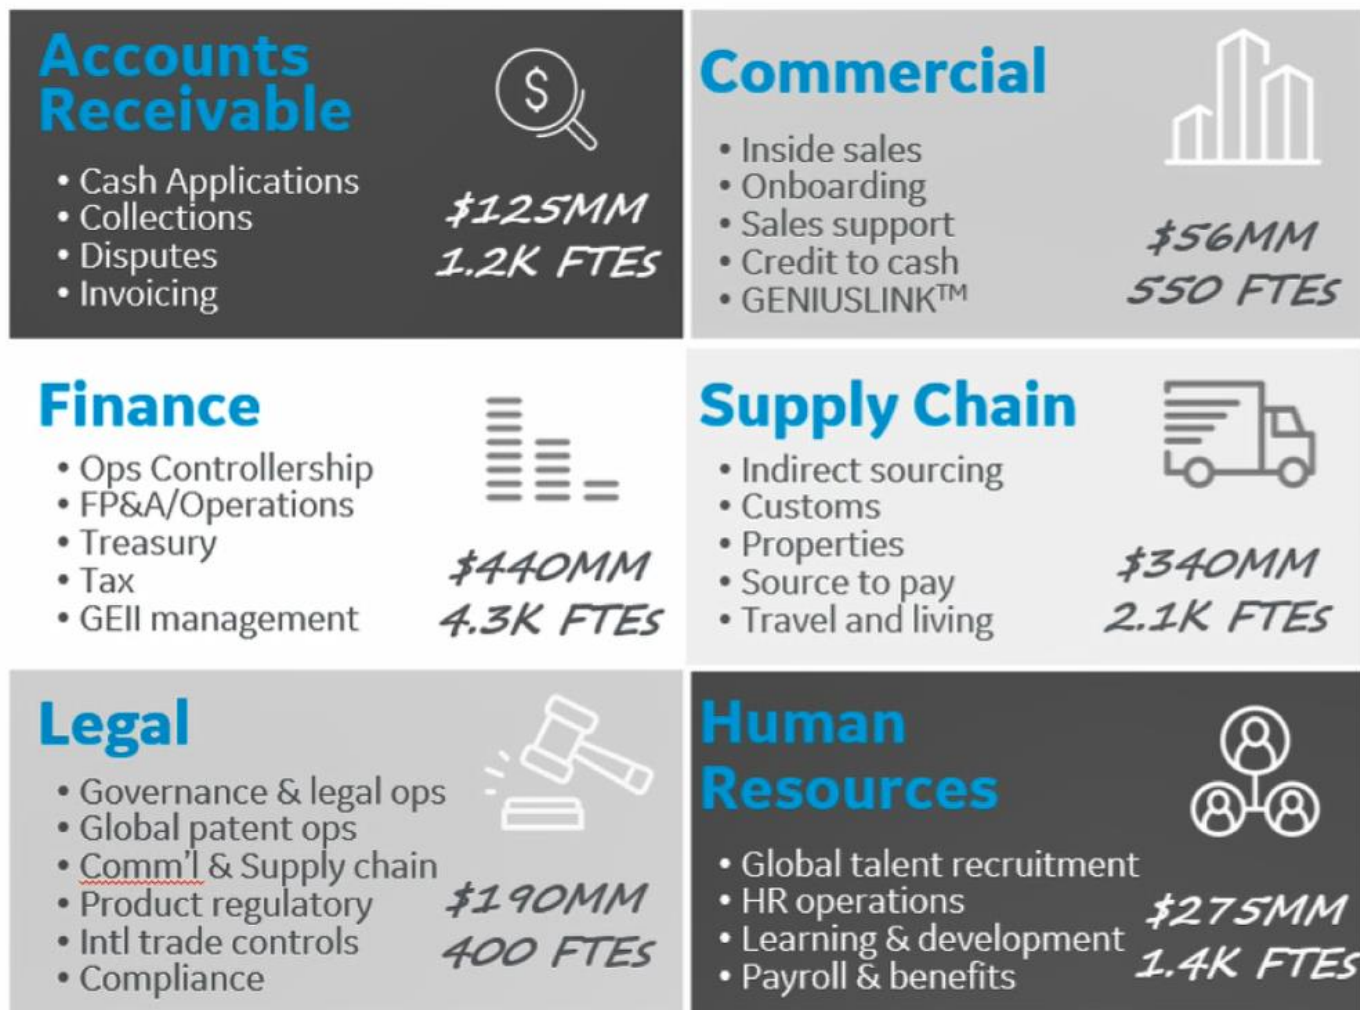 Accounts
Receivable
• Cash Applications
• Collections
• Disputes
• Invoicing
$125MM
1.2K FTEs
Commercial
• Inside sales
• Onboarding
• Sales support
• Credit to cash
• GENIUSLINK™
$56MM
550 FTEs
Finance
• Ops Controllership
• FP&A/Operations
• Treasury
• Tax
• GEII management
$440MM
4.3K FTEs
Supply Chain
• Indirect sourcing
• Customs
• Properties
• Source to pay
• Travel and living
$340MM
2.1K FTEs
Legal
• Governance & legal ops
• Global patent ops
• Comm'l & Supply chain
• Product regulatory
• Intl trade controls
• Compliance
$190MM
400 FTEs
Human
Resources
• Global talent recruitment
• HR operations
• Learning & development
• Payroll & benefits
$275MM
1.4K FTEs